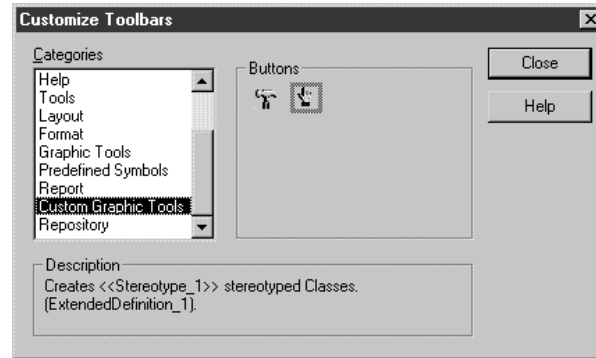 Customize Toolbars
Categories
Help
Tools
Layout
Format
Graphic Tools
Predefined Symbols
Report
Custom Graphic Tools
Repository
Buttons
Close
Help
Description
Creates <<Stereotype_1>> stereotyped Classes.
(ExtendedDefinition_1).